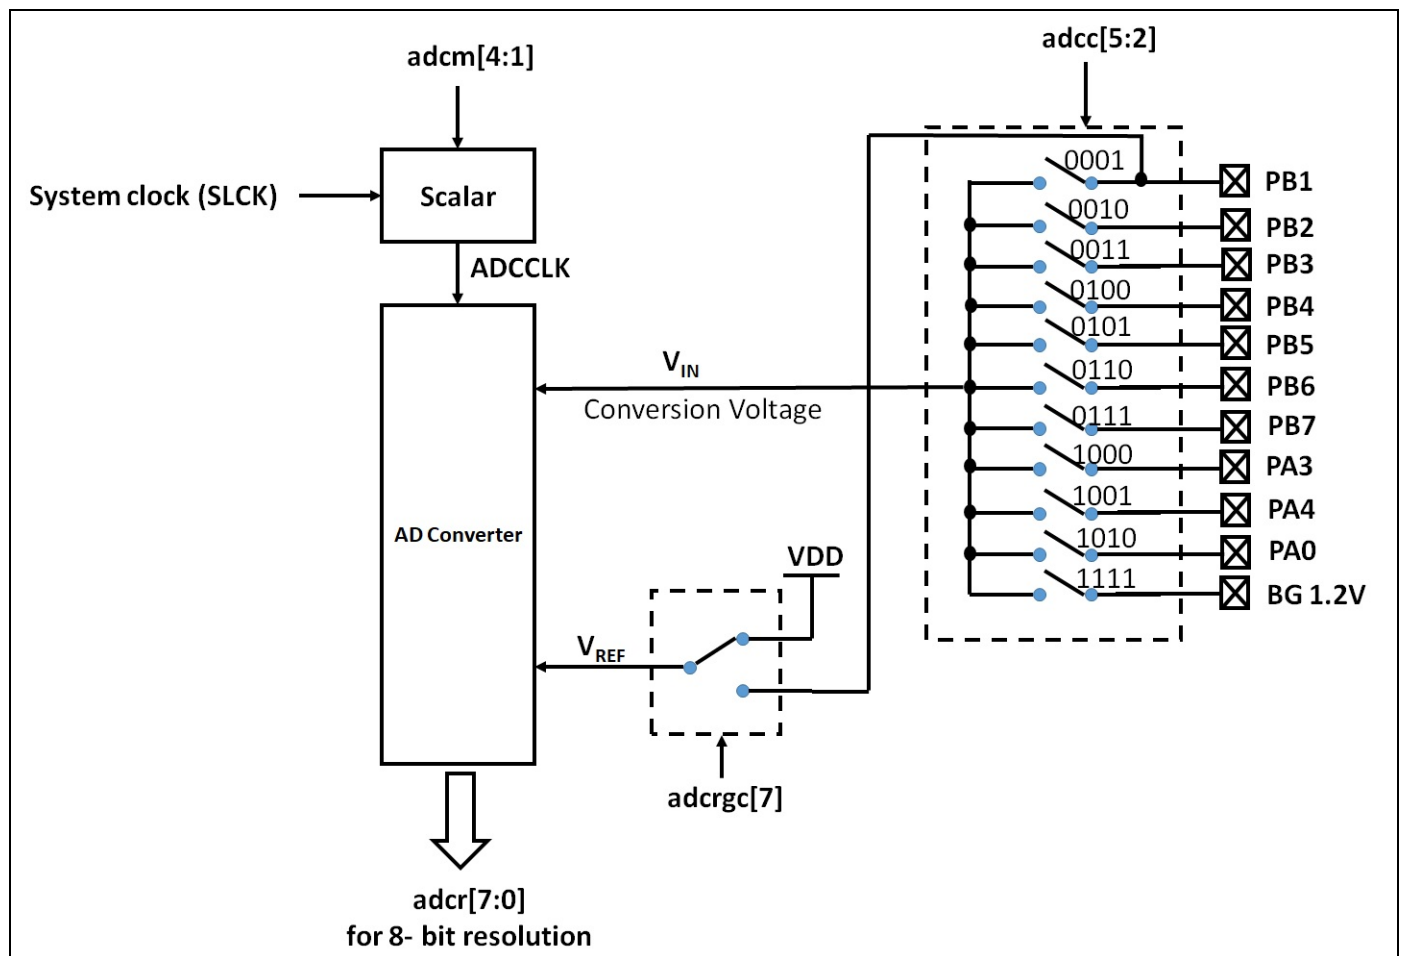 adcm[4:1]
adcc[5:2]
System clock (SLCK)
Scalar
ADCCLK
0001
PB1
0010
PB2
0011
PB3
0100
PB4
0101
PB5
0110
PB6
0111
PB7
1000
PA3
1001
PA4
1010
PA0
1111
BG 1.2V
VIN
Conversion Voltage
AD Converter
VDD
VREF
adcrgc[7]
adcr[7:0]
for 8- bit resolution